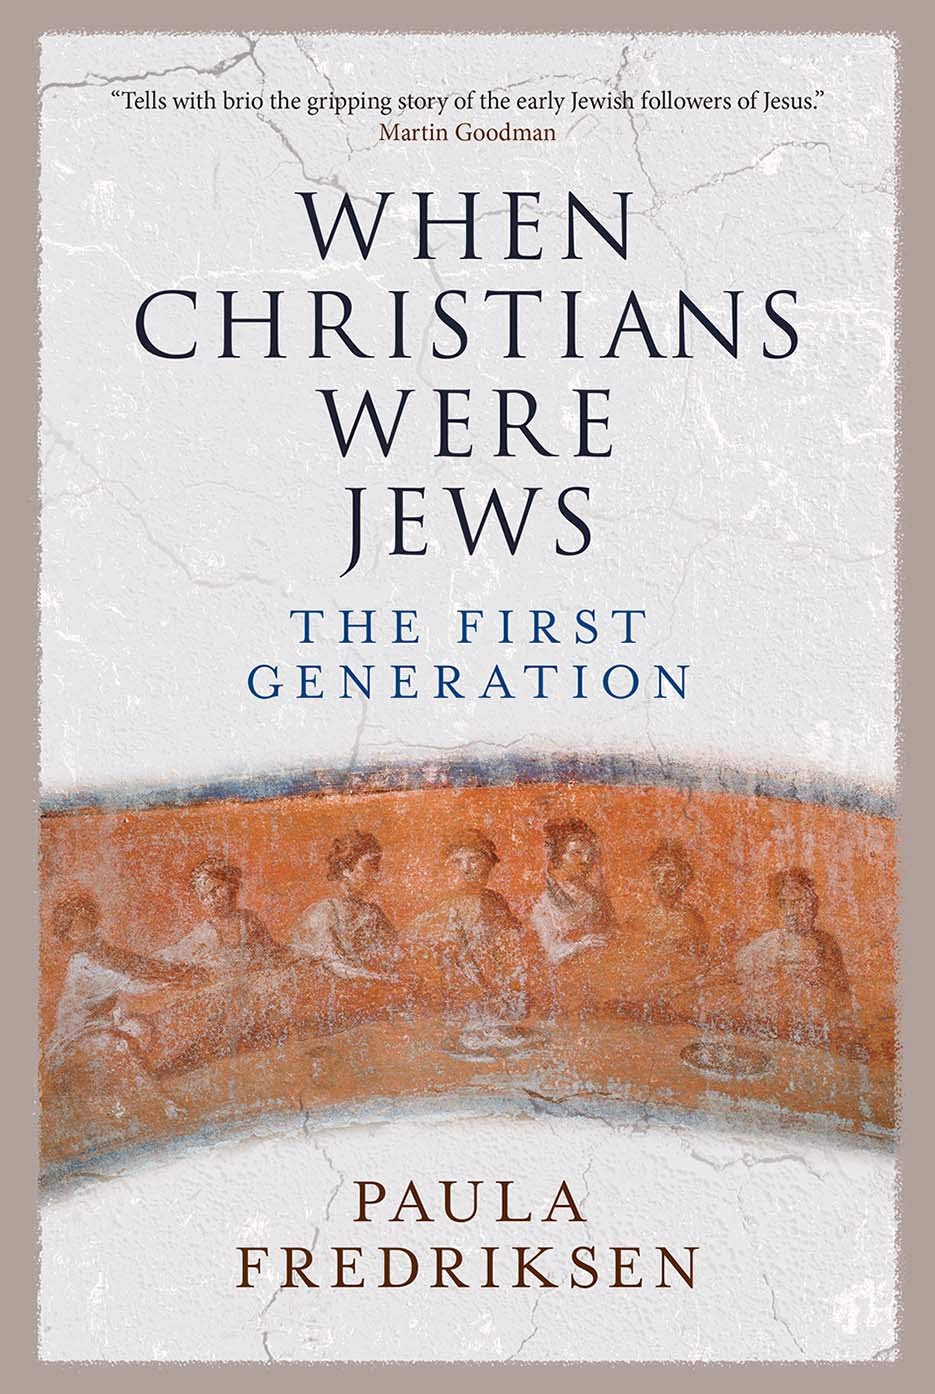 “Tells with brio the gripping story of the early Jewish followers of Jesus.”
Martin Goodman
WHEN
CHRISTIANS
WERE
JEWS
THE FIRST
GENERATION
PAULA
FREDRIKSEN